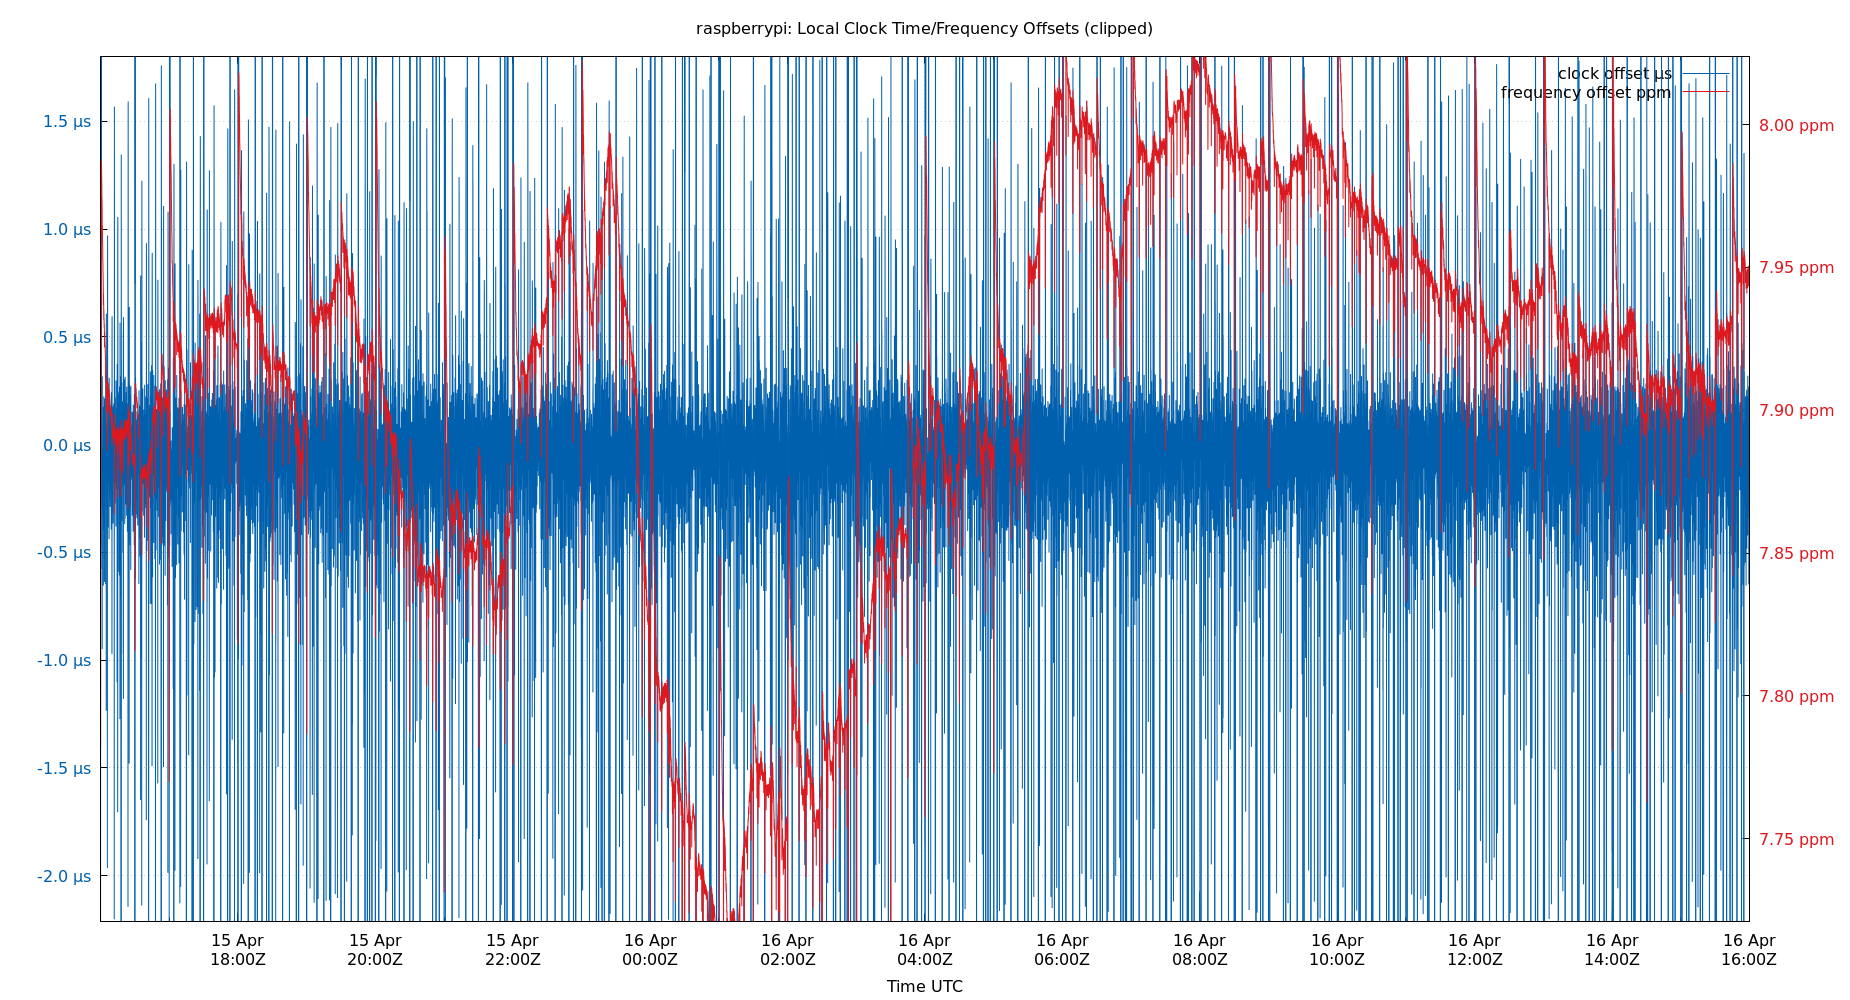 raspberrypi: Local Clock Time/Frequency Offsets (clipped)
clock offset µs
frequency offset ppm
1.5 µs
1.0 µs
0.5 µs
0.0 µs
-0.5 µs
-1.0 µs
-1.5 µs
-2.0 µs
8.00 ppm
7.95 ppm
7.90 ppm
7.85 ppm
7.80 ppm
7.75 ppm
15 Apr 15 Apr 15 Apr 16 Apr 16 Apr 16 Apr 16 Apr 16 Apr 16 Apr 16 Apr 16 Apr 16 Apr
18:00Z 20:00Z 22:00Z 00:00Z 02:00Z 04:00Z 06:00Z 08:00Z 10:00Z 12:00Z 14:00Z 16:00Z
Time UTC